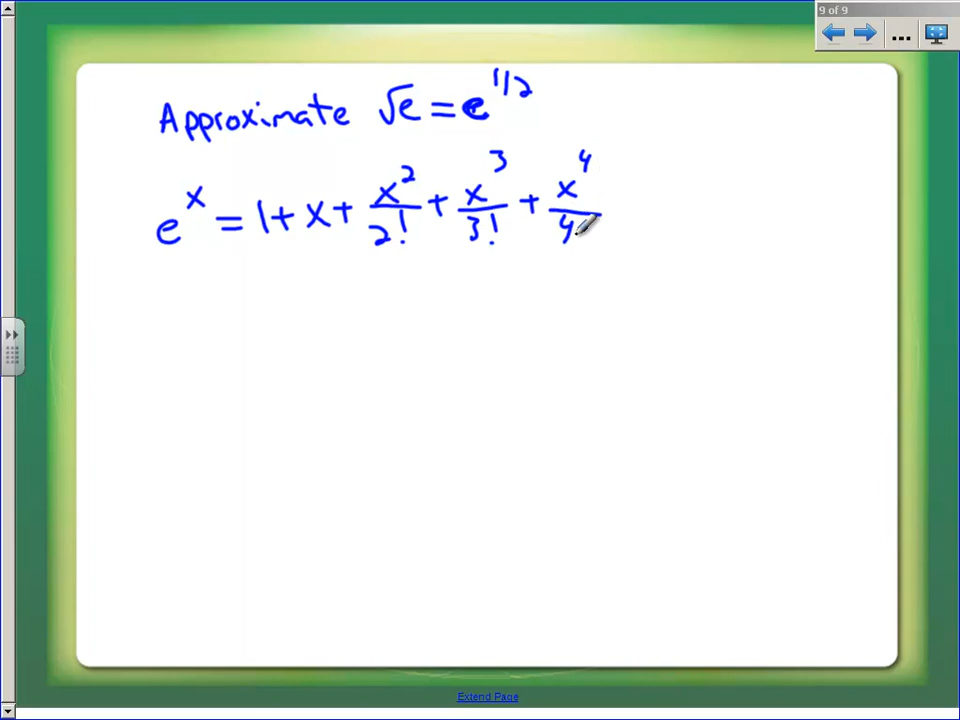 9 of 9
Approximate √e = e^1/2
e^x = 1 + x + x^2/2! + x^3/3! + x^4/4
Extend Page